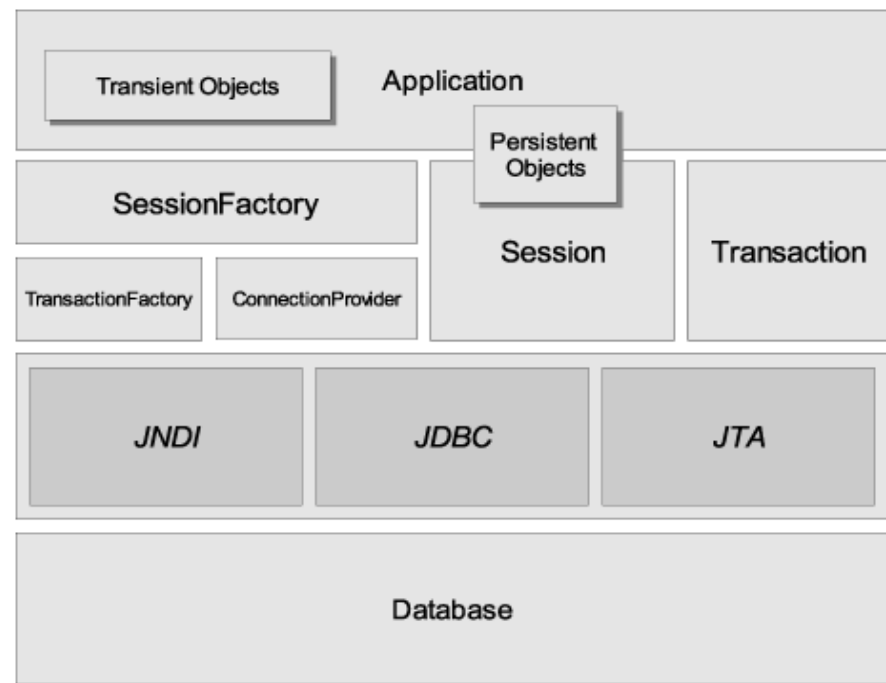 Transient Objects
Application
Persistent
Objects
SessionFactory
Session
Transaction
TransactionFactory
ConnectionProvider
JNDI
JDBC
JTA
Database